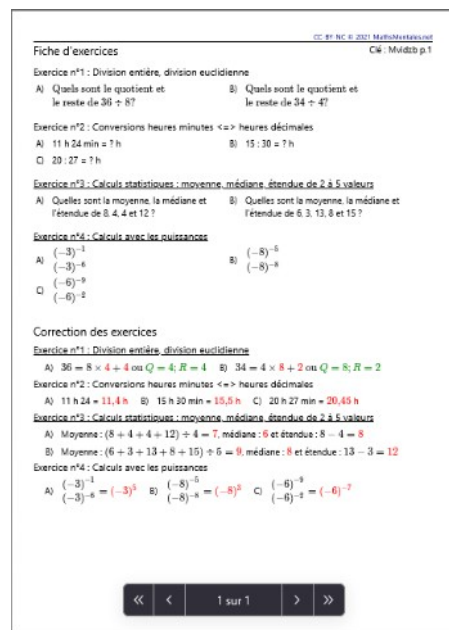 CC BY NC © 2021 MathsMentales.net
Fiche d'exercices Clé : Mvidzb p.1
Exercice n°1 : Division entière, division euclidienne
A) Quels sont le quotient et le reste de 36 ÷ 8?
B) Quels sont le quotient et le reste de 34 ÷ 4?
Exercice n°2 : Conversions heures minutes <=> heures décimales
A) 11 h 24 min = ? h B) 15 : 30 = ? h
C) 20 : 27 = ? h
Exercice n°3 : Calculs statistiques : moyenne, médiane, étendue de 2 à 5 valeurs
A) Quelles sont la moyenne, la médiane et l'étendue de 8, 4, 4 et 12 ?
B) Quelles sont la moyenne, la médiane et l'étendue de 6, 3, 13, 8 et 15 ?
Exercice n°4 : Calculs avec les puissances
A) (−3)⁻¹ / (−3)⁻⁶ B) (−8)⁻⁵ / (−8)⁻⁸
C) (−6)⁻⁹ / (−6)⁻²
Correction des exercices
Exercice n°1 : Division entière, division euclidienne
A) 36 = 8 × 4 + 4 ou Q = 4; R = 4 B) 34 = 4 × 8 + 2 ou Q = 8; R = 2
Exercice n°2 : Conversions heures minutes <=> heures décimales
A) 11 h 24 = 11,4 h B) 15 h 30 min = 15,5 h C) 20 h 27 min = 20,45 h
Exercice n°3 : Calculs statistiques : moyenne, médiane, étendue de 2 à 5 valeurs
A) Moyenne : (8 + 4 + 4 + 12) ÷ 4 = 7, médiane : 6 et étendue : 8 − 4 = 8
B) Moyenne : (6 + 3 + 13 + 8 + 15) ÷ 5 = 9, médiane : 8 et étendue : 13 − 3 = 12
Exercice n°4 : Calculs avec les puissances
A) (−3)⁻¹ / (−3)⁻⁶ = (−3)⁵ B) (−8)⁻⁵ / (−8)⁻⁸ = (−8)³ C) (−6)⁻⁹ / (−6)⁻² = (−6)⁻⁷
« < 1 sur 1 > »